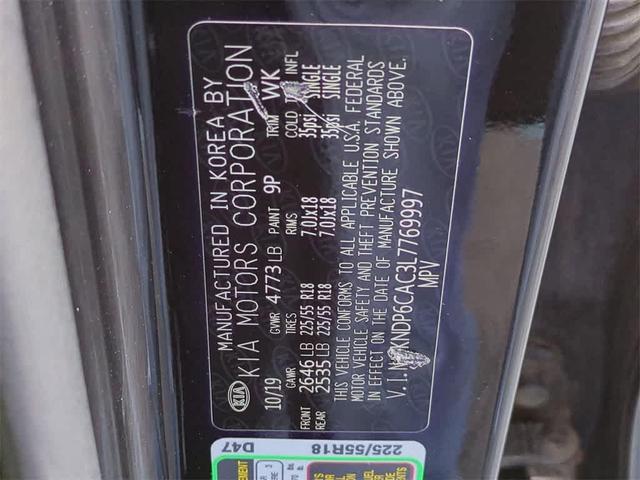 MANUFACTURED IN KOREA BY
KIA KIA MOTORS CORPORATION
10/19 GVWR 4773LB PAINT 9P TRIM WK
GAWR TIRES RIMS COLD INFL
FRONT 2646LB 225/55 R18 7.0Jx18 35psi SINGLE
REAR 2535LB 225/55 R18 7.0Jx18 35psi SINGLE
THIS VEHICLE CONFORMS TO ALL APPLICABLE U.S.A. FEDERAL
MOTOR VEHICLE SAFETY AND THEFT PREVENTION STANDARDS
IN EFFECT ON THE DATE OF MANUFACTURE SHOWN ABOVE.
V.I.N. KNDP6CAC3L7769997
MPV
D47
225/55R18